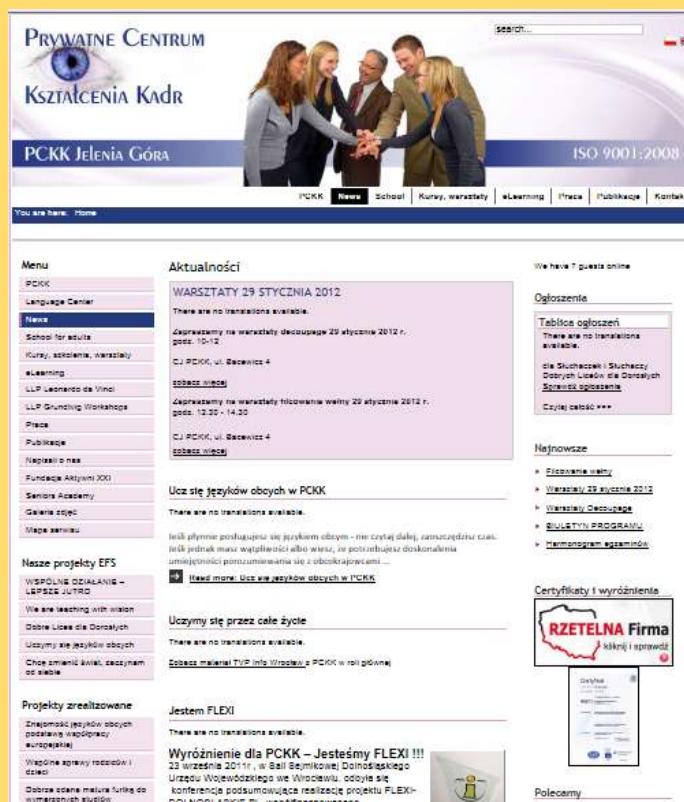 PRYWATNE CENTRUM
KSZTAŁCENIA KADR
search...
PCKK JELENIA GÓRA
ISO 9001:2008
PCKK
News
School
Kursy, warsztaty
eLearning
Praca
Publikacje
Kontak
You are here: Home
Menu
PCKK
Language Center
News
School for adults
Kursy, szkolenia, warsztaty
eLearning
LLP Leonardo da Vinci
LLP Grundtvig Workshops
Praca
Publikacje
Napisali o nas
Fundacja Aktywni XXI
Seniors Academy
Galeria zdjęć
Mapa serwisu
Nasze projekty EFS
WSPÓLNE DZIAŁANIE –
LEPSZE JUTRO
We are teaching with vision
Dobre Licea dla Dorosłych
Uczymy się języków obcych
Chcę zmienić świat, zaczynam
od siebie
Projekty zrealizowane
Znajomość języków obcych
podstawą współpracy
europejskiej
Wspólne sprawy rodziców i
dzieci
Dobrze zdana matura furtką do
wymarzonych studiów
Aktualności
WARSZTATY 29 STYCZNIA 2012
There are no translations available.
Zapraszamy na warsztaty decoupage 29 stycznia 2012 r.
godz. 10-12
CJ PCKK, ul. Bacewicz 4
zobacz więcej
Zapraszamy na warsztaty filcowanie wełny 29 stycznia 2012 r.
godz. 12.30 - 14.30
CJ PCKK, ul. Bacewicz 4
zobacz więcej
Ucz się języków obcych w PCKK
There are no translations available.
Jeśli płynnie posługujesz się językiem obcym - nie czytaj dalej, zaoszczędzisz czas.
Jeśli jednak masz wątpliwości albo wiesz, że potrzebujesz doskonalenia
umiejętności porozumiewania się z obcokrajowcami ...
Read more: Ucz się języków obcych w PCKK
Uczymy się przez całe życie
There are no translations available.
Zobacz materiał TVP Info Wrocław z PCKK w roli głównej
Jestem FLEXI
There are no translations available.
Wyróżnienie dla PCKK – Jesteśmy FLEXI !!!
23 września 2011r , w Sali Sejmikowej Dolnośląskiego
Urzędu Wojewódzkiego we Wrocławiu, odbyła się
konferencja podsumowująca realizację projektu FLEXI-
We have 7 guests online
Ogłoszenia
Tablica ogłoszeń
There are no translations
available.
dla Słuchaczek i Słuchaczy
Dobrych Liceów dla Dorosłych
Sprawdź ogłoszenia
Czytaj całość »»»
Najnowsze
Filcowanie wełny
Warsztaty 29 stycznia 2012
Warsztaty Decoupage
BIULETYN PROGRAMU
Harmonogram egzaminów
Certyfikaty i wyróżnienia
RZETELNA Firma
kliknij i sprawdź
Certyfikat
Polecamy